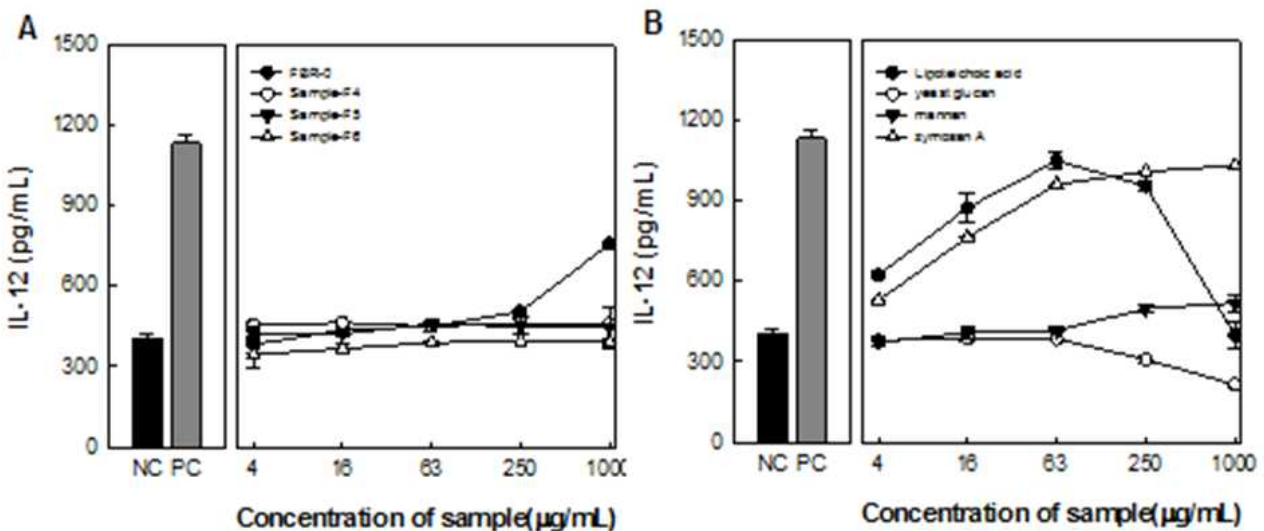 A
IL-12 (pg/mL)
1500
1200
900
600
300
0
NC PC
Sample-F4
Sample-F5
Sample-F6
4 16 63 250 1000
Concentration of sample(µg/mL)
B
IL-12 (pg/mL)
1500
1200
900
600
300
0
NC PC
Lipoteichoic acid
yeast glucan
mannan
zymosan A
4 16 63 250 1000
Concentration of sample(µg/mL)